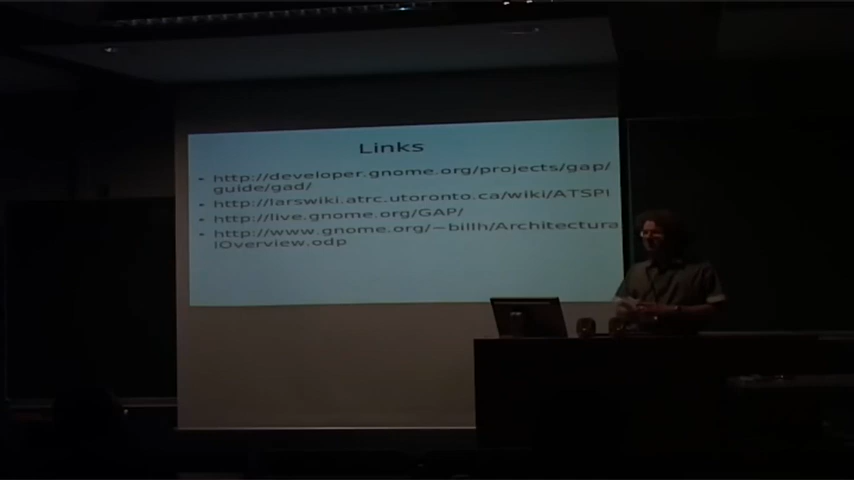 Links
http://developer.gnome.org/projects/gap/
guide/gad/
http://larswiki.atrc.utoronto.ca/wiki/ATSPI
http://live.gnome.org/GAP/
http://www.gnome.org/~billh/Architectura
lOverview.odp